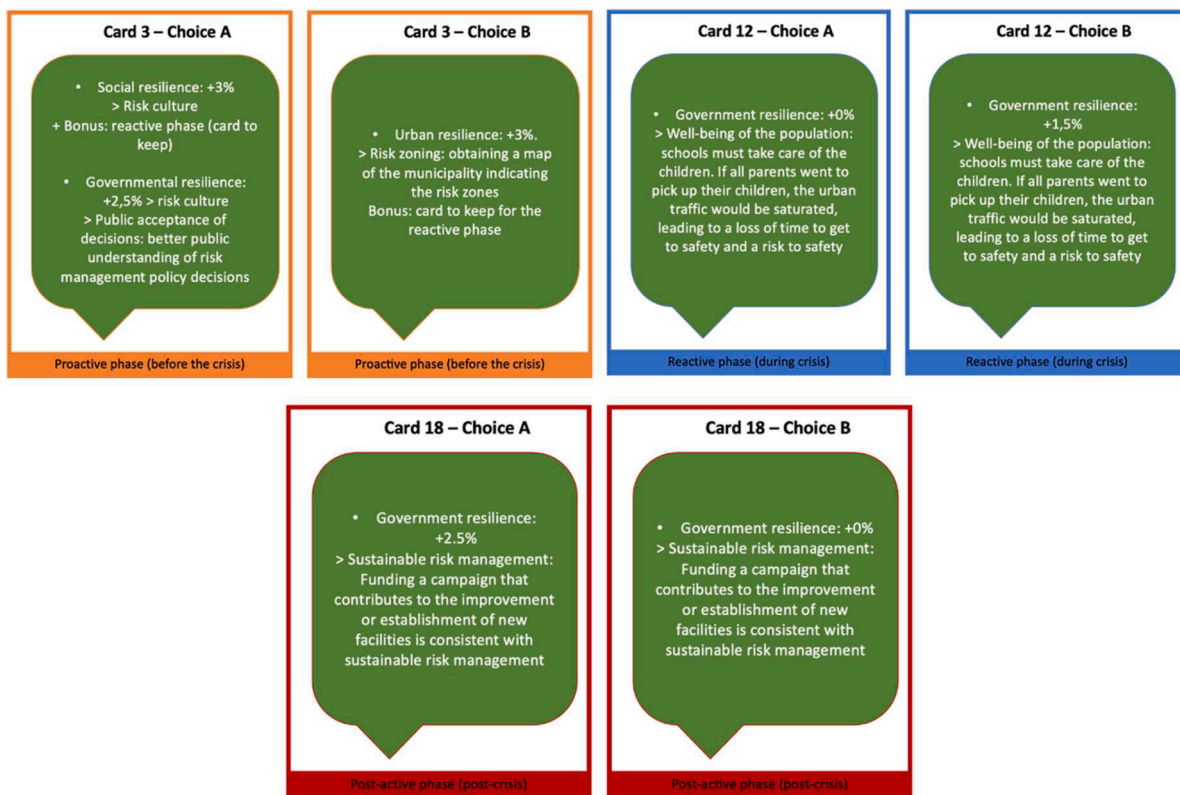 Card 3 – Choice A
• Social resilience: +3%
> Risk culture
+ Bonus: reactive phase (card to
keep)
• Governmental resilience:
+2,5% > risk culture
> Public acceptance of
decisions: better public
understanding of risk
management policy decisions
Proactive phase (before the crisis)
Card 3 – Choice B
• Urban resilience: +3%.
> Risk zoning: obtaining a map
of the municipality indicating
the risk zones
Bonus: card to keep for the
reactive phase
Proactive phase (before the crisis)
Card 12 – Choice A
• Government resilience: +0%
> Well-being of the population:
schools must take care of the
children. If all parents went to
pick up their children, the urban
traffic would be saturated,
leading to a loss of time to get
to safety and a risk to safety
Reactive phase (during crisis)
Card 12 – Choice B
• Government resilience:
+1,5%
> Well-being of the population:
schools must take care of the
children. If all parents went to
pick up their children, the urban
traffic would be saturated,
leading to a loss of time to get
to safety and a risk to safety
Reactive phase (during crisis)
Card 18 – Choice A
• Government resilience:
+2.5%
> Sustainable risk management:
Funding a campaign that
contributes to the improvement
or establishment of new
facilities is consistent with
sustainable risk management
Post-active phase (post-crisis)
Card 18 – Choice B
• Government resilience: +0%
> Sustainable risk management:
Funding a campaign that
contributes to the improvement
or establishment of new
facilities is consistent with
sustainable risk management
Post-active phase (post-crisis)